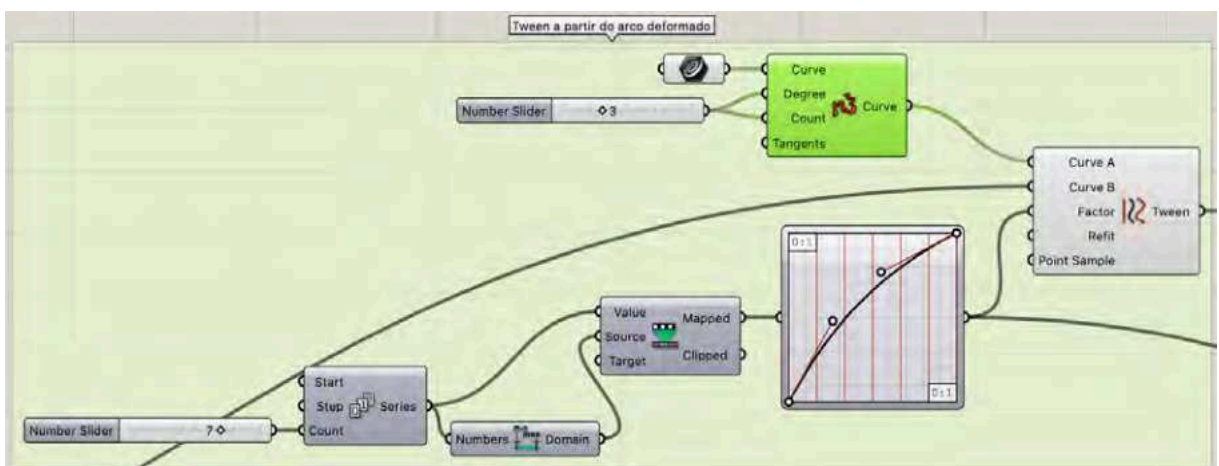 Tween a partir do arco deformado
Curve
Degree
Count
Tangents
Curve
Number Slider
3
Curve A
Curve B
Factor
Refit
Point Sample
Tween
0:1
0:1
Value
Source
Target
Mapped
Clipped
Start
Step
Count
Series
Number Slider
7
Numbers
Domain